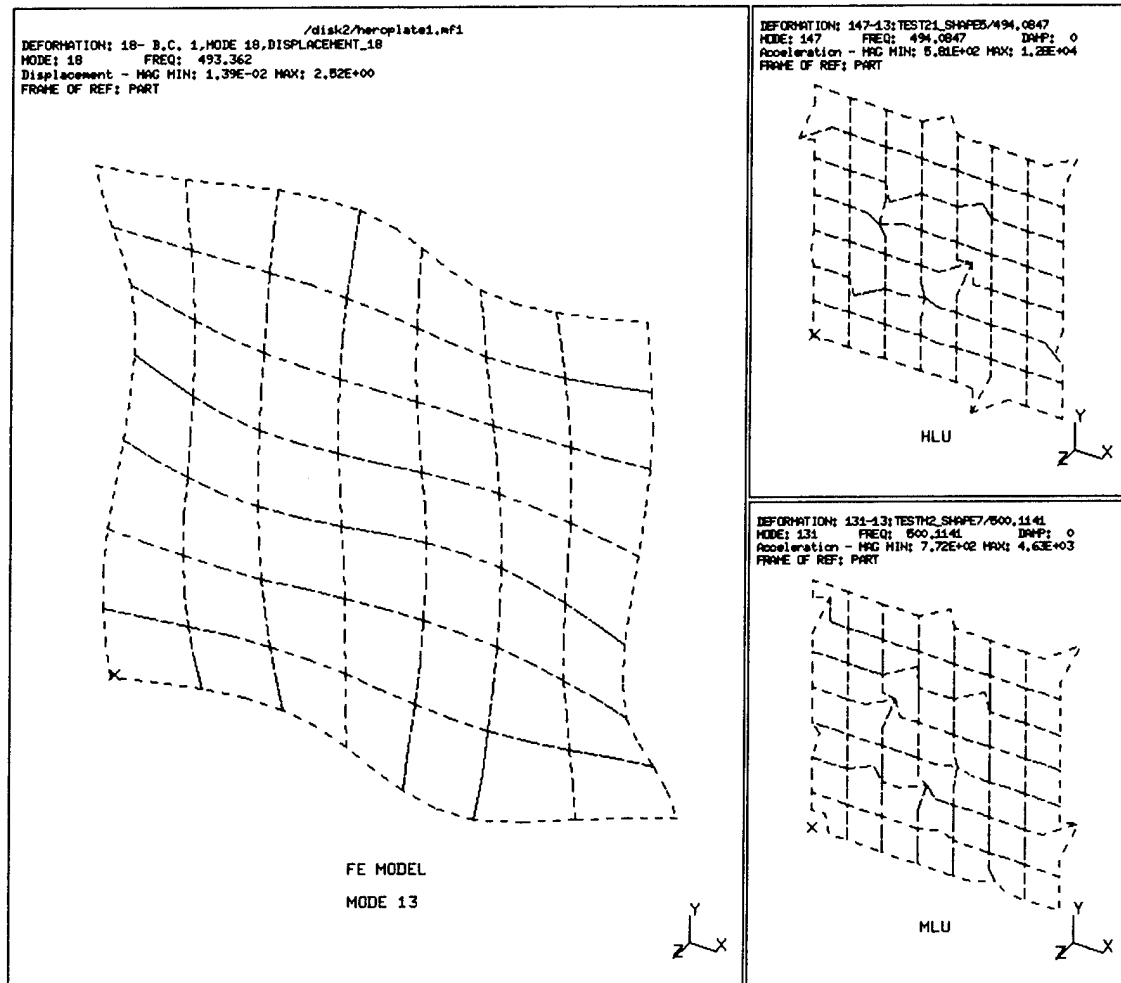 /disk2/heroplate1.mf1
DEFORMATION: 18- B.C. 1,MODE 18,DISPLACEMENT_18
MODE: 18 FREQ: 493.362
Displacement - MAG MIN: 1.39E-02 MAX: 2.52E+00
FRAME OF REF: PART
FE MODEL
MODE 13
Y
Z X
DEFORMATION: 147-13:TEST21_SHAPE5/494.0847
MODE: 147 FREQ: 494.0847 DAMP: 0
Acceleration - MAG MIN: 5.81E+02 MAX: 1.28E+04
FRAME OF REF: PART
HLU
Y
Z X
DEFORMATION: 131-13:TESTM2_SHAPE7/500.1141
MODE: 131 FREQ: 500.1141 DAMP: 0
Acceleration - MAG MIN: 7.72E+02 MAX: 4.63E+03
FRAME OF REF: PART
MLU
Y
Z X